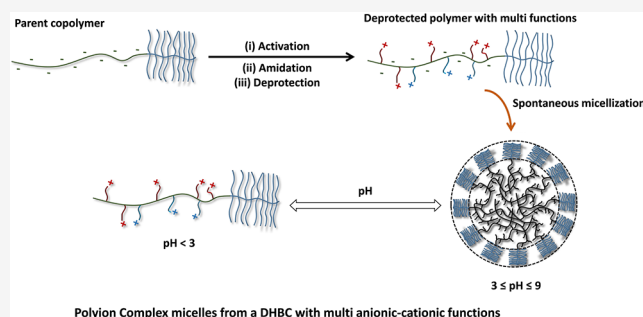 Parent copolymer
Deprotected polymer with multi functions
(i) Activation
(ii) Amidation
(iii) Deprotection
Spontaneous micellization
pH
pH < 3
3 ≤ pH ≤ 9
Polyion Complex micelles from a DHBC with multi anionic-cationic functions